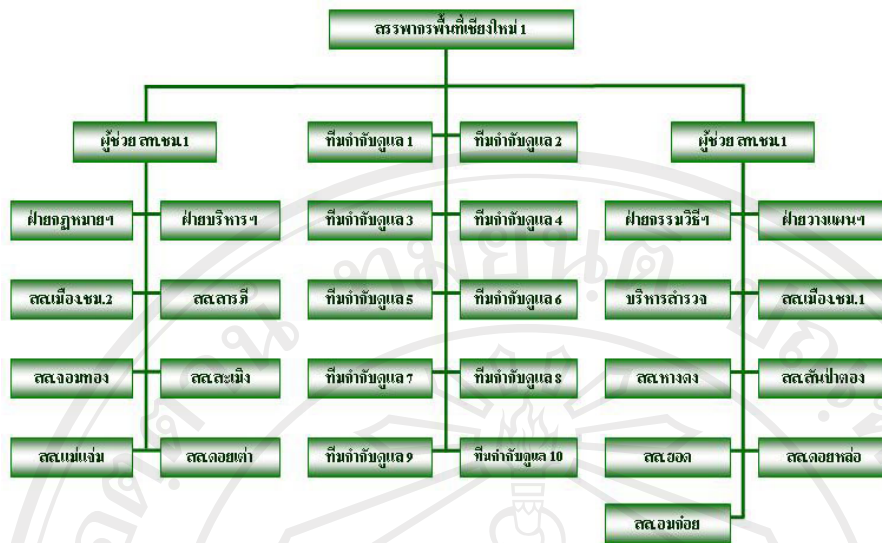 สรรพากรพื้นที่เชียงใหม่ 1
ผู้ช่วย สท.ชม.1
ทีมกำกับดูแล 1
ทีมกำกับดูแล 2
ผู้ช่วย สท.ชม.1
ฝ่ายกฎหมายฯ
ฝ่ายบริหารฯ
ทีมกำกับดูแล 3
ทีมกำกับดูแล 4
ฝ่ายกรรมวิธีฯ
ฝ่ายวางแผนฯ
สส.เมือง.ชม.2
สส.สารภี
ทีมกำกับดูแล 5
ทีมกำกับดูแล 6
บริหารสำรวจ
สส.เมือง.ชม.1
สส.จอมทอง
สส.สะเมิง
ทีมกำกับดูแล 7
ทีมกำกับดูแล 8
สส.หางดง
สส.สันป่าตอง
สส.แม่แจ่ม
สส.ดอยเต่า
ทีมกำกับดูแล 9
ทีมกำกับดูแล 10
สส.ฮอด
สส.ดอยหล่อ
สส.อมก๋อย